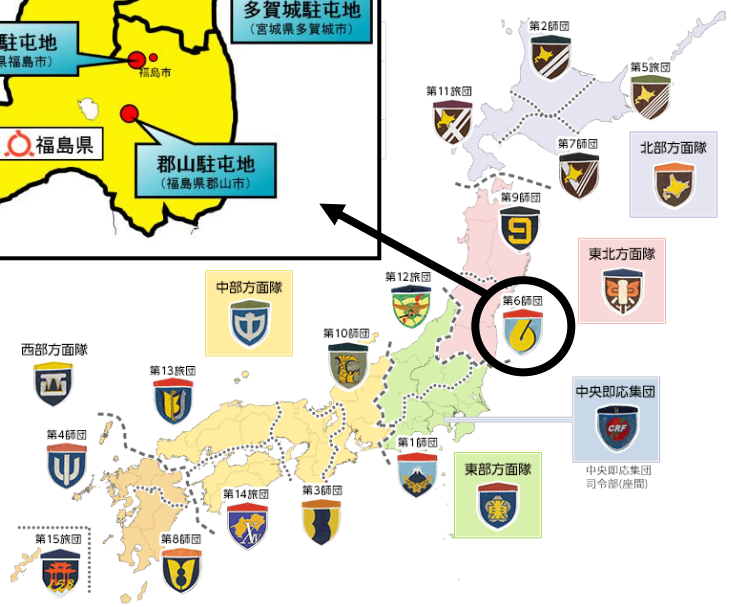 多賀城駐屯地
(宮城県多賀城市)
駐屯地
県福島市)
福島市
福島県
郡山駐屯地
(福島県郡山市)
第2師団
第5旅団
第11旅団
第7師団
北部方面隊
第9師団
東北方面隊
第12旅団
第6師団
6
中部方面隊
第10師団
西部方面隊
第13旅団
中央即応集団
CRF
中央即応集団
司令部(座間)
第4師団
第1師団
東部方面隊
第14旅団
第3師団
第15旅団
第8師団
9